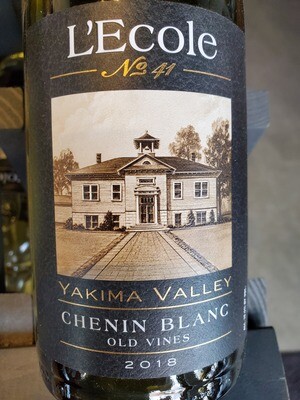 L'ECOLE
No 41
YAKIMA VALLEY
CHENIN BLANC
OLD VINES
2018